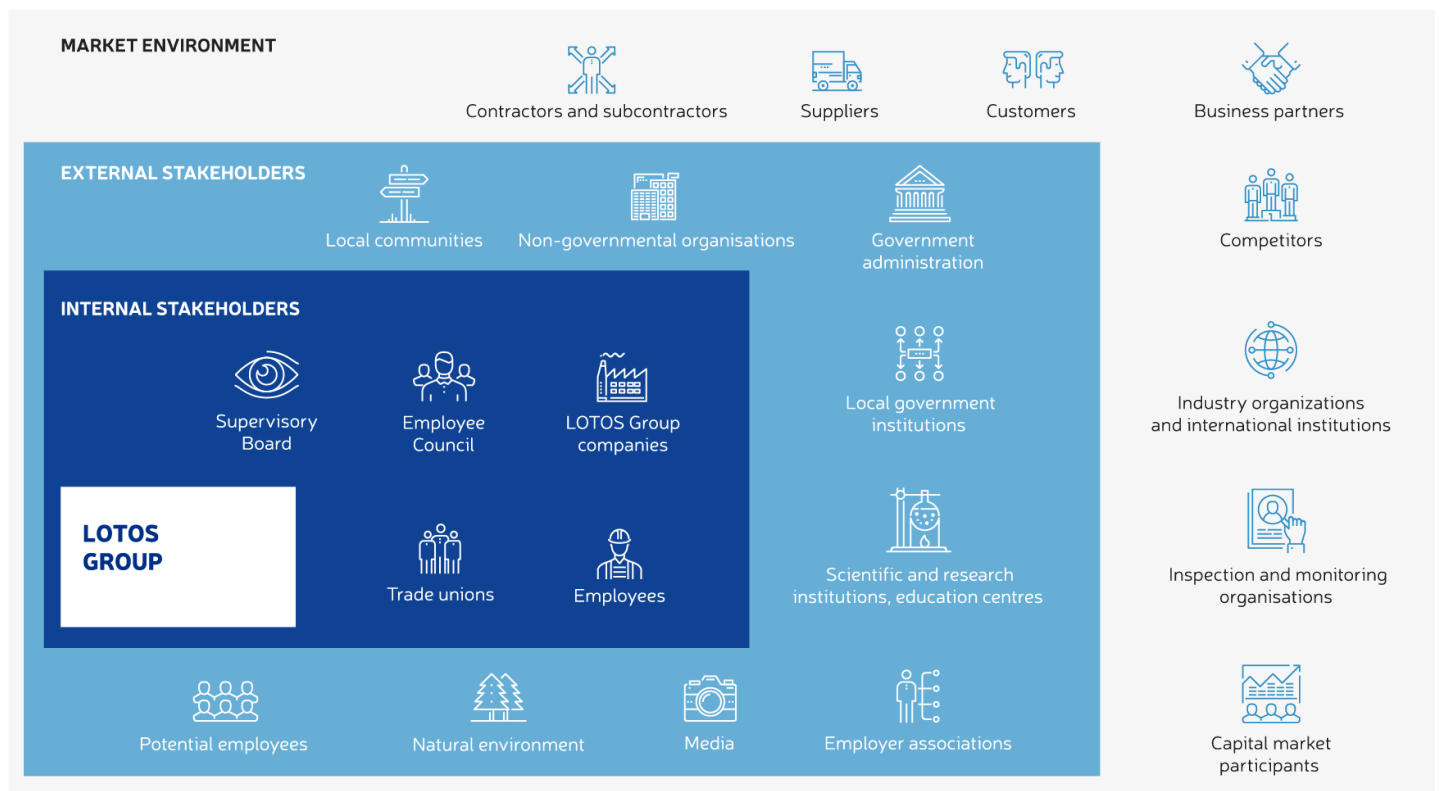 MARKET ENVIRONMENT
Contractors and subcontractors
Suppliers
Customers
Business partners
EXTERNAL STAKEHOLDERS
Local communities
Non-governmental organisations
Government
administration
Competitors
INTERNAL STAKEHOLDERS
Supervisory
Board
Employee
Council
LOTOS Group
companies
Local government
institutions
Industry organizations
and international institutions
LOTOS
GROUP
Trade unions
Employees
Scientific and research
institutions, education centres
Inspection and monitoring
organisations
Potential employees
Natural environment
Media
Employer associations
Capital market
participants